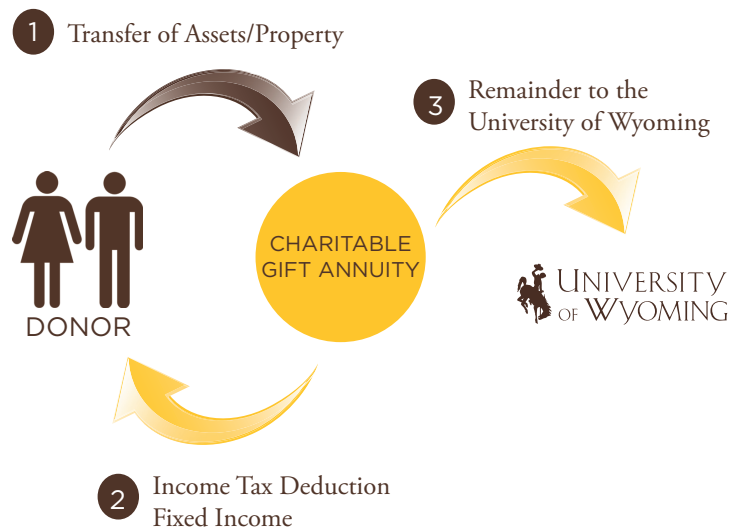 1 Transfer of Assets/Property
3 Remainder to the
University of Wyoming
CHARITABLE
GIFT ANNUITY
DONOR
UNIVERSITY
OF WYOMING
2 Income Tax Deduction
Fixed Income